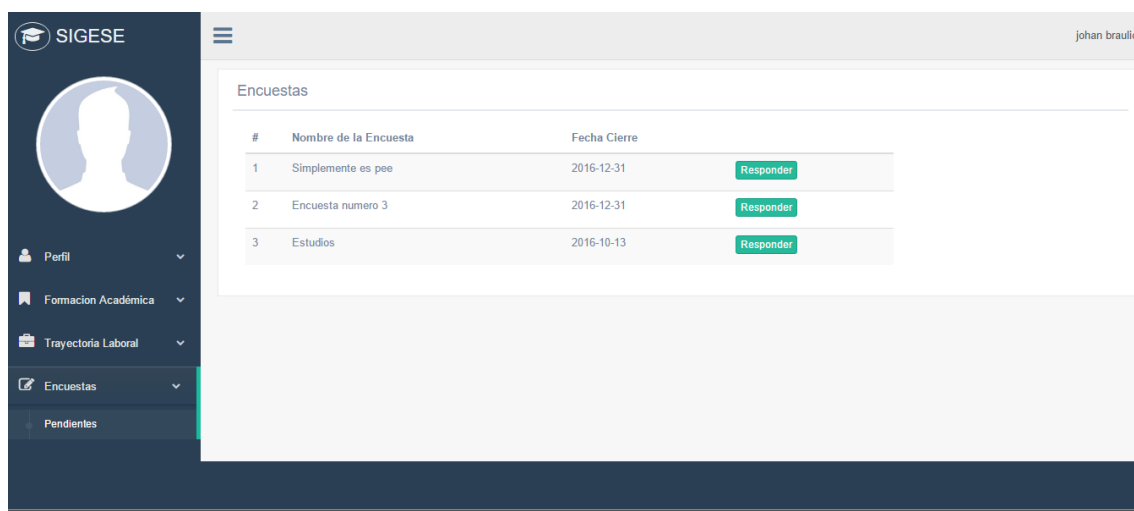 SIGESE
johan braulio
Encuestas
# Nombre de la Encuesta Fecha Cierre
1 Simplemente es pee 2016-12-31 Responder
2 Encuesta numero 3 2016-12-31 Responder
3 Estudios 2016-10-13 Responder
Perfil
Formacion Académica
Trayectoria Laboral
Encuestas
Pendientes